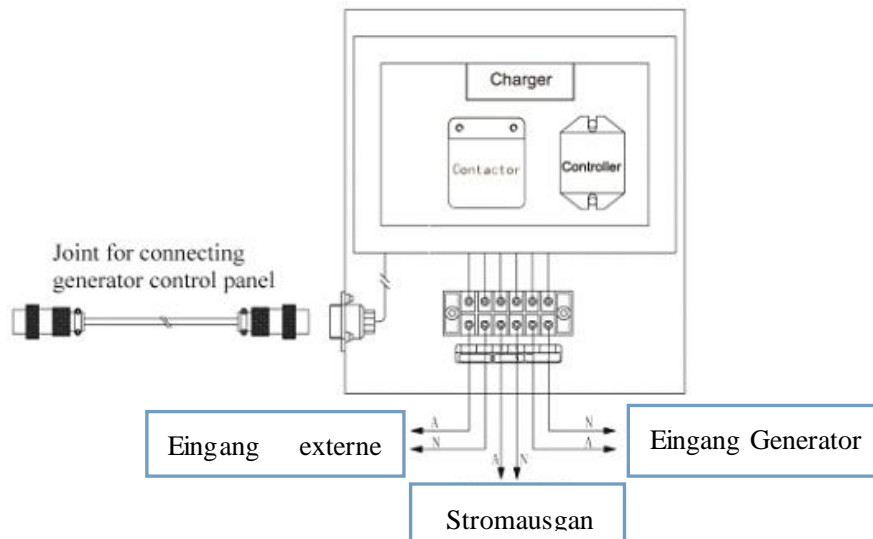 Charger
Contactor
Controller
Joint for connecting
generator control panel
A
N
A
N
N
A
Eingang externe
Eingang Generator
Stromausgan